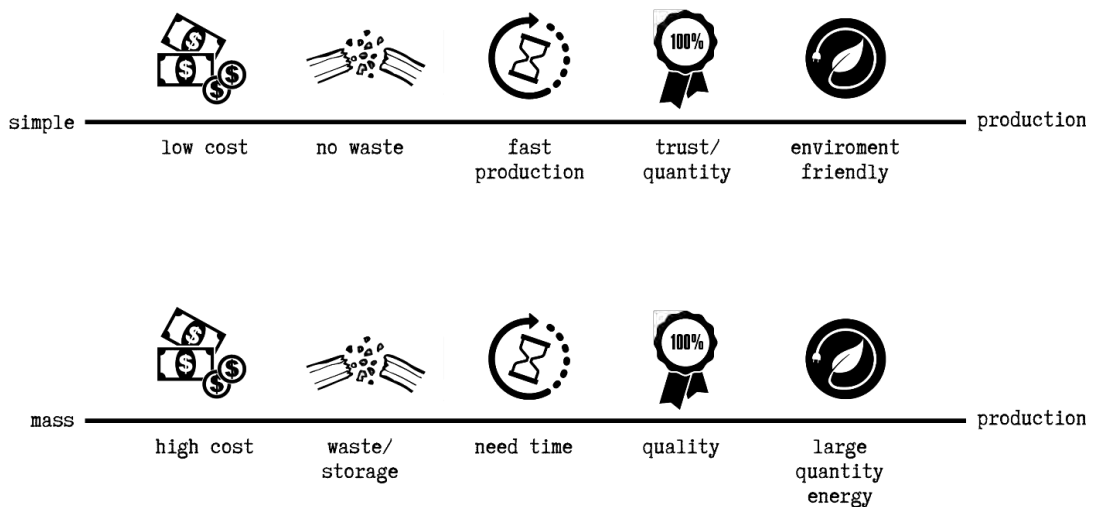 100%
simple
production
low cost
no waste
fast
production
trust/
quantity
enviroment
friendly
100%
mass
production
high cost
waste/
storage
need time
quality
large
quantity
energy